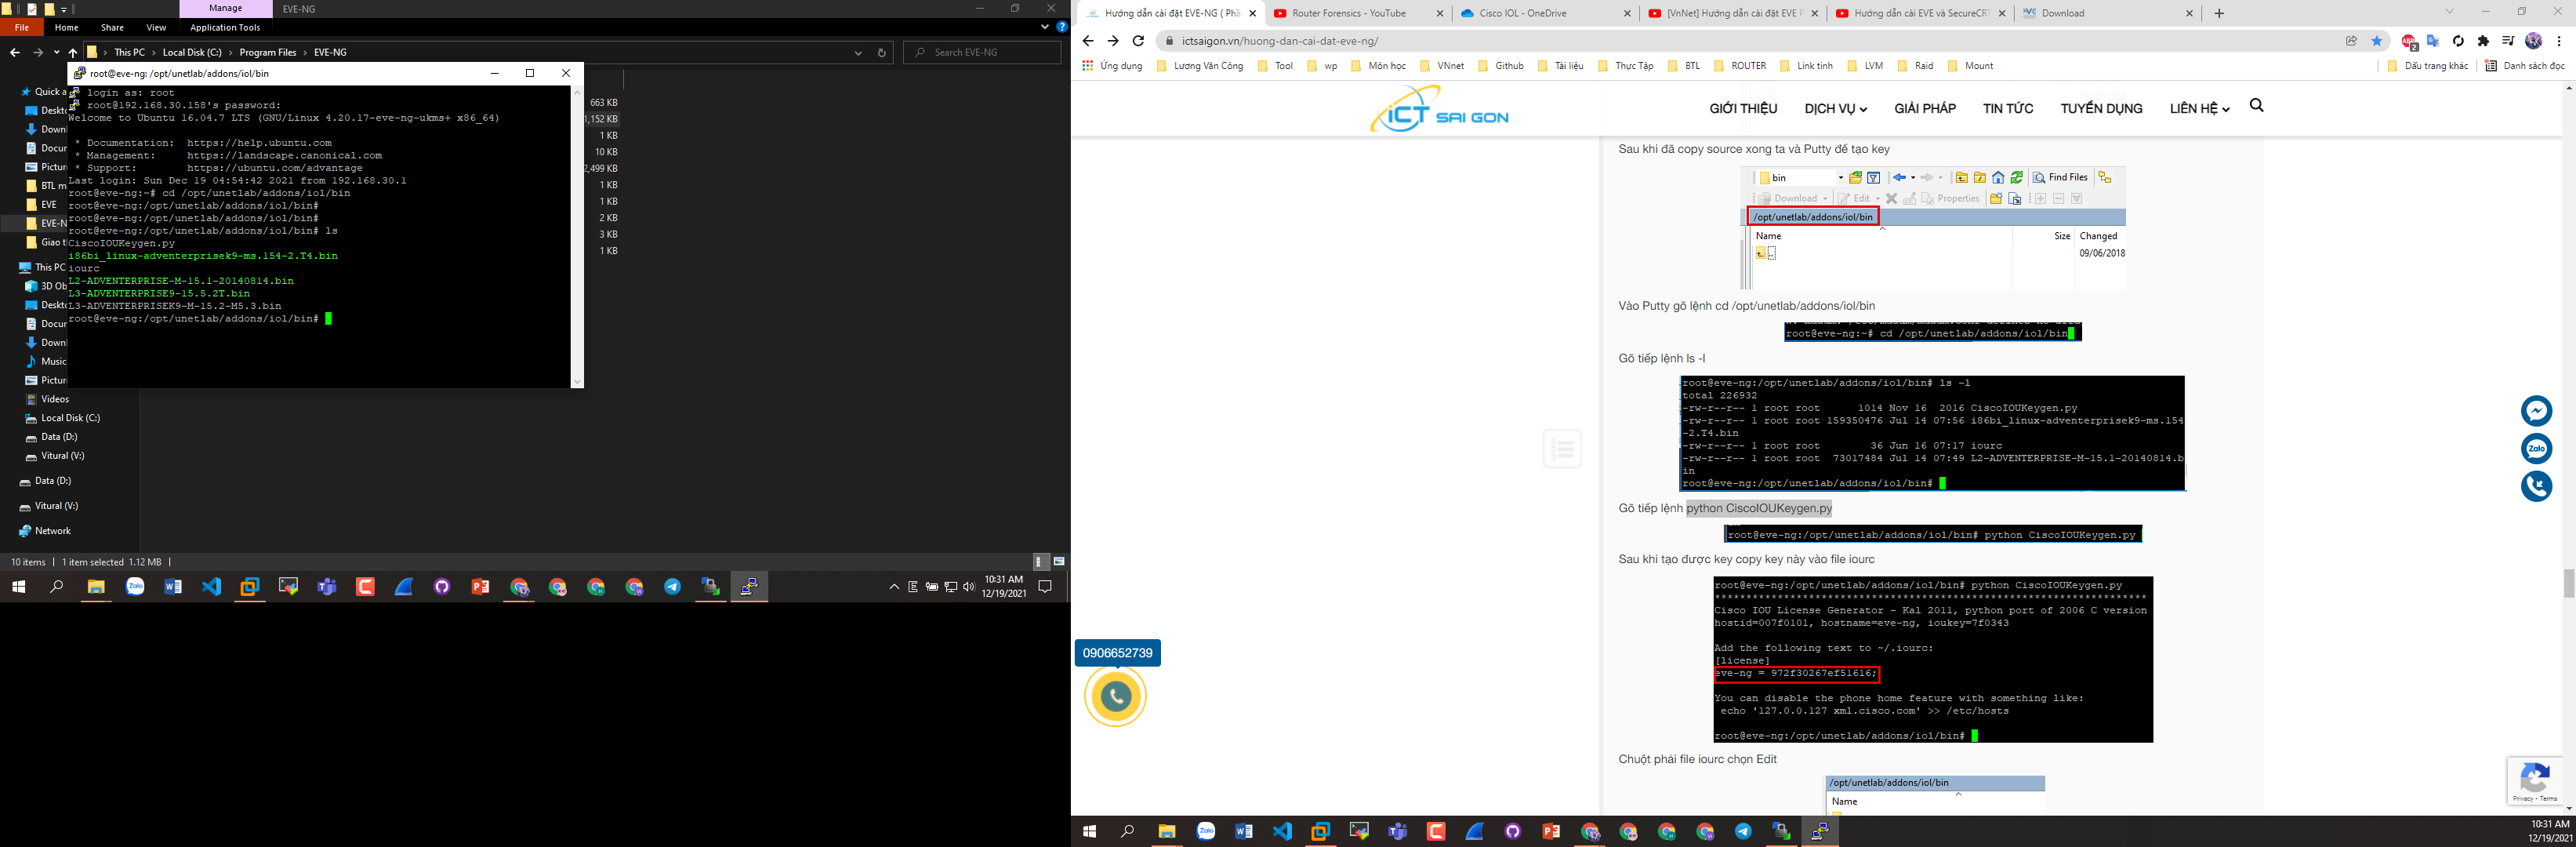 Manage
EVE-NG
File
Home
Share
View
Application Tools
This PC
Local Disk (C:)
Program Files
EVE-NG
Search EVE-NG
root@eve-ng: /opt/unetlab/addons/iol/bin
login as: root
root@192.168.30.158's password:
Welcome to Ubuntu 16.04.7 LTS (GNU/Linux 4.20.17-eve-ng-ukms+ x86_64)
* Documentation: https://help.ubuntu.com
* Management: https://landscape.canonical.com
* Support: https://ubuntu.com/advantage
Last login: Sun Dec 19 04:54:42 2021 from 192.168.30.1
root@eve-ng:~# cd /opt/unetlab/addons/iol/bin
root@eve-ng:/opt/unetlab/addons/iol/bin#
root@eve-ng:/opt/unetlab/addons/iol/bin#
root@eve-ng:/opt/unetlab/addons/iol/bin# ls
CiscoIOUKeygen.py
i86bi_linux-adventerprisek9-ms.154-2.T4.bin
iourc
L2-ADVENTERPRISE-M-15.1-20140814.bin
L3-ADVENTERPRISE9-15.5.2T.bin
L3-ADVENTERPRISEK9-M-15.2-M5.3.bin
root@eve-ng:/opt/unetlab/addons/iol/bin#
663 KB
1,152 KB
1 KB
10 KB
2,499 KB
1 KB
1 KB
2 KB
3 KB
1 KB
Quick a
Deskt
Downl
Docur
Pictur
BTL m
EVE
EVE-N
Giao t
This PC
3D Ob
Deskto
Docur
Downl
Music
Pictur
Videos
Local Disk (C:)
Data (D:)
Vitural (V:)
Data (D:)
Vitural (V:)
Network
10 items
1 item selected 1.12 MB
10:31 AM
12/19/2021
Hướng dẫn cài đặt EVE-NG ( Phầ
Router Forensics - YouTube
Cisco IOL - OneDrive
[VnNet] Hướng dẫn cài đặt EVE P
Hướng dẫn cài EVE và SecureCRT
Download
ictsaigon.vn/huong-dan-cai-dat-eve-ng/
Ứng dụng
Lương Văn Công
Tool
wp
Môn học
VNnet
Github
Tài liệu
Thực Tập
BTL
ROUTER
Link tinh
LVM
Raid
Mount
Dấu trang khác
Danh sách đọc
iCT SAI GON
GIỚI THIỆU
DỊCH VỤ
GIẢI PHÁP
TIN TỨC
TUYỂN DỤNG
LIÊN HỆ
Sau khi đã copy source xong ta và Putty để tạo key
bin
Find Files
Download
Edit
Properties
/opt/unetlab/addons/iol/bin
Name
Size
Changed
09/06/2018
Vào Putty gõ lệnh cd /opt/unetlab/addons/iol/bin
root@eve-ng:~# cd /opt/unetlab/addons/iol/bin
Gõ tiếp lệnh ls -l
root@eve-ng:/opt/unetlab/addons/iol/bin# ls -l
total 226932
-rw-r--r-- 1 root root 1014 Nov 16 2016 CiscoIOUKeygen.py
-rw-r--r-- 1 root root 159350476 Jul 14 07:56 i86bi_linux-adventerprisek9-ms.154
-2.T4.bin
-rw-r--r-- 1 root root 36 Jun 16 07:17 iourc
-rw-r--r-- 1 root root 73017484 Jul 14 07:49 L2-ADVENTERPRISE-M-15.1-20140814.b
in
root@eve-ng:/opt/unetlab/addons/iol/bin#
Gõ tiếp lệnh python CiscoIOUKeygen.py
root@eve-ng:/opt/unetlab/addons/iol/bin# python CiscoIOUKeygen.py
Sau khi tạo được key copy key này vào file iourc
root@eve-ng:/opt/unetlab/addons/iol/bin# python CiscoIOUKeygen.py
*********************************************************************
Cisco IOU License Generator - Kal 2011, python port of 2006 C version
hostid=007f0101, hostname=eve-ng, ioukey=7f0343
Add the following text to ~/.iourc:
[license]
eve-ng = 972f30267ef51616;
You can disable the phone home feature with something like:
echo '127.0.0.127 xml.cisco.com' >> /etc/hosts
root@eve-ng:/opt/unetlab/addons/iol/bin#
Chuột phải file iourc chọn Edit
/opt/unetlab/addons/iol/bin
Name
0906652739
Zalo
Privacy - Terms
10:31 AM
12/19/2021